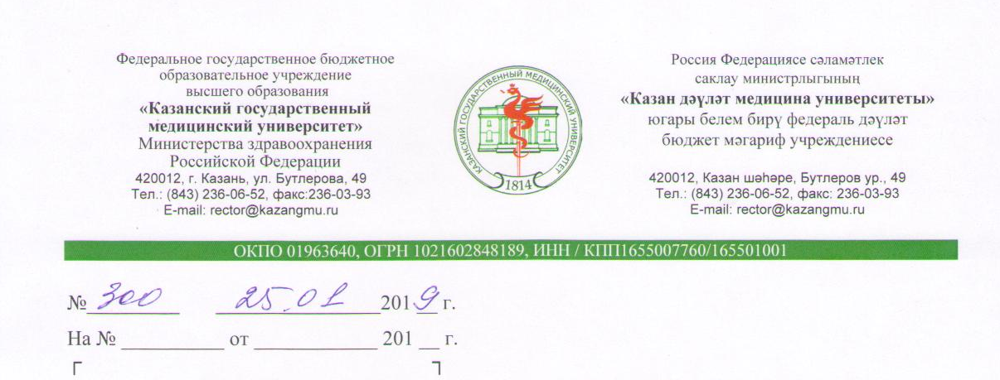 Федеральное государственное бюджетное
образовательное учреждение
высшего образования
«Казанский государственный
медицинский университет»
Министерства здравоохранения
Российской Федерации
420012, г. Казань, ул. Бутлерова, 49
Тел.: (843) 236-06-52, факс:236-03-93
E-mail: rector@kazangmu.ru
КАЗАНСКИЙ ГОСУДАРСТВЕННЫЙ МЕДИЦИНСКИЙ УНИВЕРСИТЕТ
1814
Россия Федерациясе сәламәтлек
саклау министрлыгының
«Казан дәүләт медицина университеты»
югары белем бирү федераль дәүләт
бюджет мәгариф учреждениесе
420012, Казан шәһәре, Бутлеров ур., 49
Тел.: (843) 236-06-52, факс: 236-03-93
E-mail: rector@kazangmu.ru
ОКПО 01963640, ОГРН 1021602848189, ИНН / КПП1655007760/165501001
№ 300 25.01 2019 г.
На № __________ от ____________ 201 __ г.